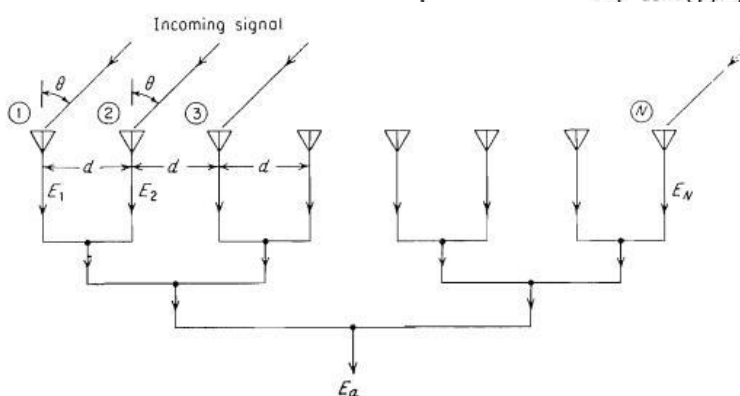 Incoming signal
θ θ
1 2 3 N
d d d
E1 E2 EN
Ea